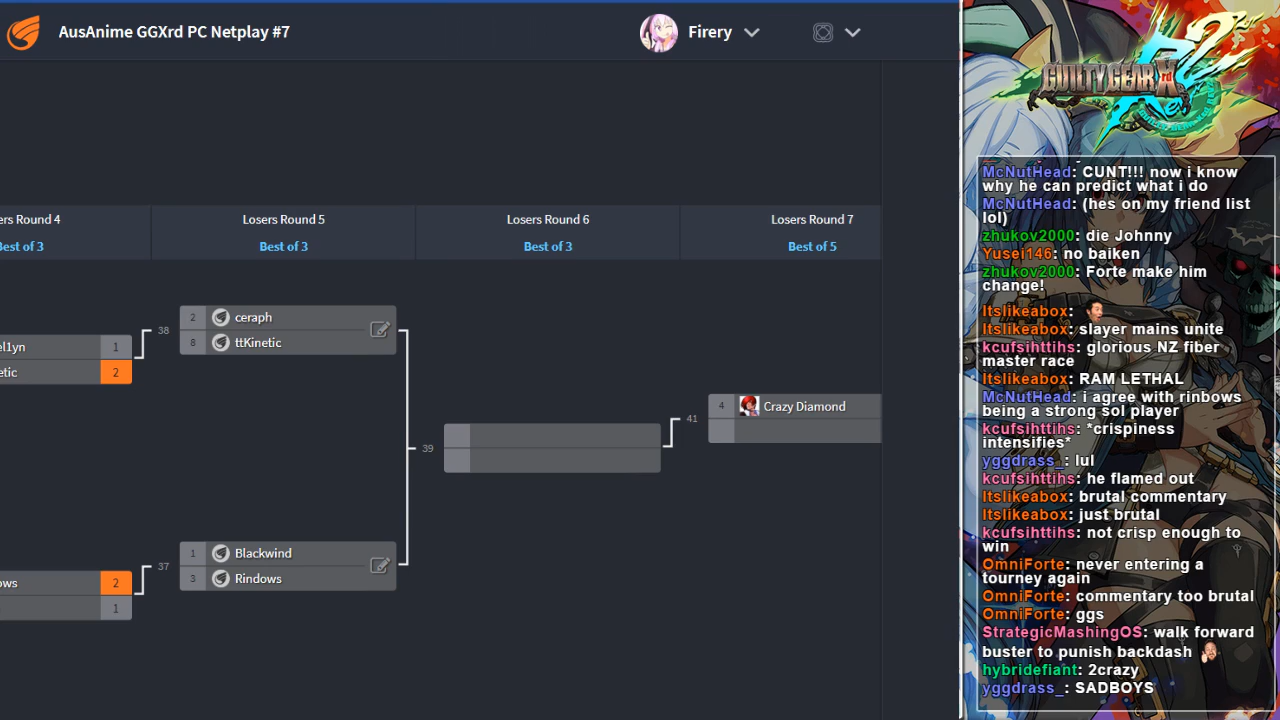 AusAnime GGXrd PC Netplay #7
Firery
ers Round 4
Losers Round 5
Losers Round 6
Losers Round 7
Best of 3
Best of 3
Best of 3
Best of 5
38
2 ceraph
8 ttKinetic
el1yn 1
etic 2
39
41
4 Crazy Diamond
37
1 Blackwind
3 Rindows
ows 2
1
GUILTY GEAR Xrd
McNutHead: CUNT!!! now i know
why he can predict what i do
McNutHead: (hes on my friend list
lol)
zhukov2000: die Johnny
Yusei146: no baiken
zhukov2000: Forte make him
change!
Itslikeabox:
Itslikeabox: slayer mains unite
kcufsihttihs: glorious NZ fiber
master race
Itslikeabox: RAM LETHAL
McNutHead: i agree with rinbows
being a strong sol player
kcufsihttihs: *crispiness
intensifies*
yggdrass_: lul
kcufsihttihs: he flamed out
Itslikeabox: brutal commentary
Itslikeabox: just brutal
kcufsihttihs: not crisp enough to
win
OmniForte: never entering a
tourney again
OmniForte: commentary too brutal
OmniForte: ggs
StrategicMashingOS: walk forward
buster to punish backdash
hybridefiant: 2crazy
yggdrass_: SADBOYS